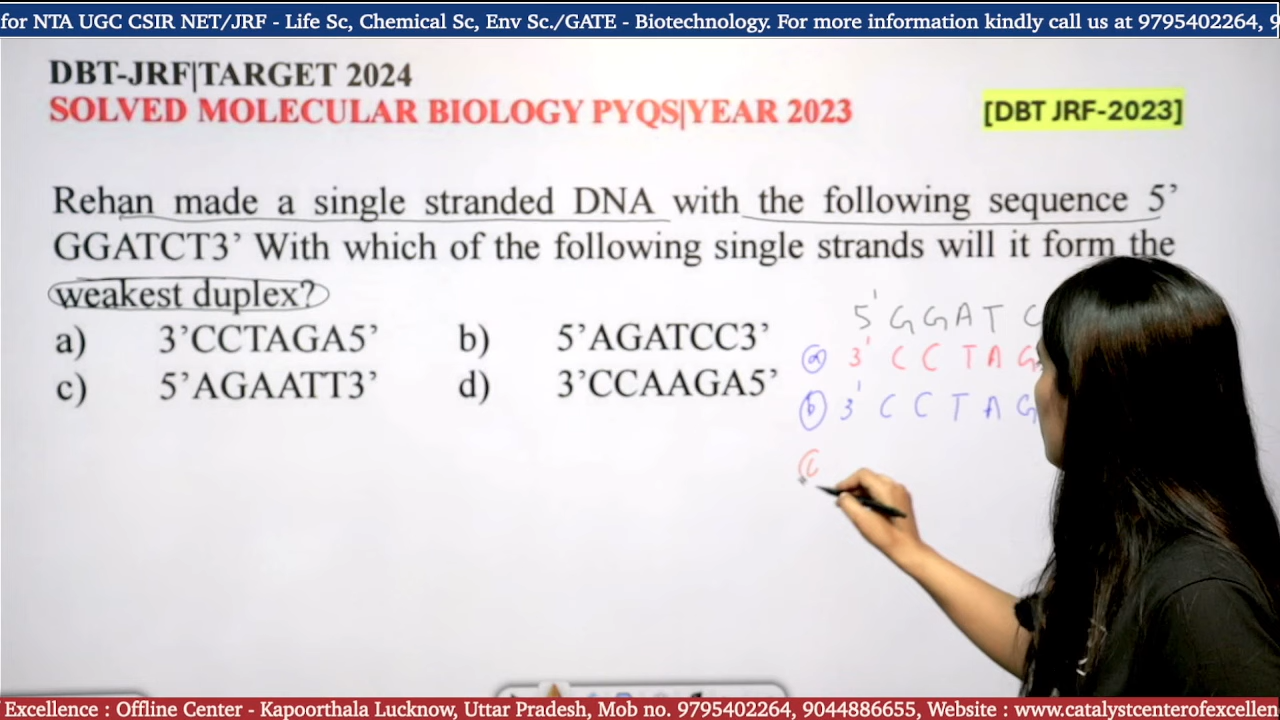 for NTA UGC CSIR NET/JRF - Life Sc, Chemical Sc, Env Sc./GATE - Biotechnology. For more information kindly call us at 9795402264, 9
DBT-JRF|TARGET 2024
SOLVED MOLECULAR BIOLOGY PYQS|YEAR 2023
[DBT JRF-2023]
Rehan made a single stranded DNA with the following sequence 5’
GGATCT3’ With which of the following single strands will it form the
weakest duplex?
a) 3’CCTAGA5’ b) 5’AGATCC3’
c) 5’AGAATT3’ d) 3’CCAAGA5’
5' G G A T C
(a) 3' C C T A G
(b) 3' C C T A G
(c
Excellence : Offline Center - Kapoorthala Lucknow, Uttar Pradesh, Mob no. 9795402264, 9044886655, Website : www.catalystcenterofexcellen